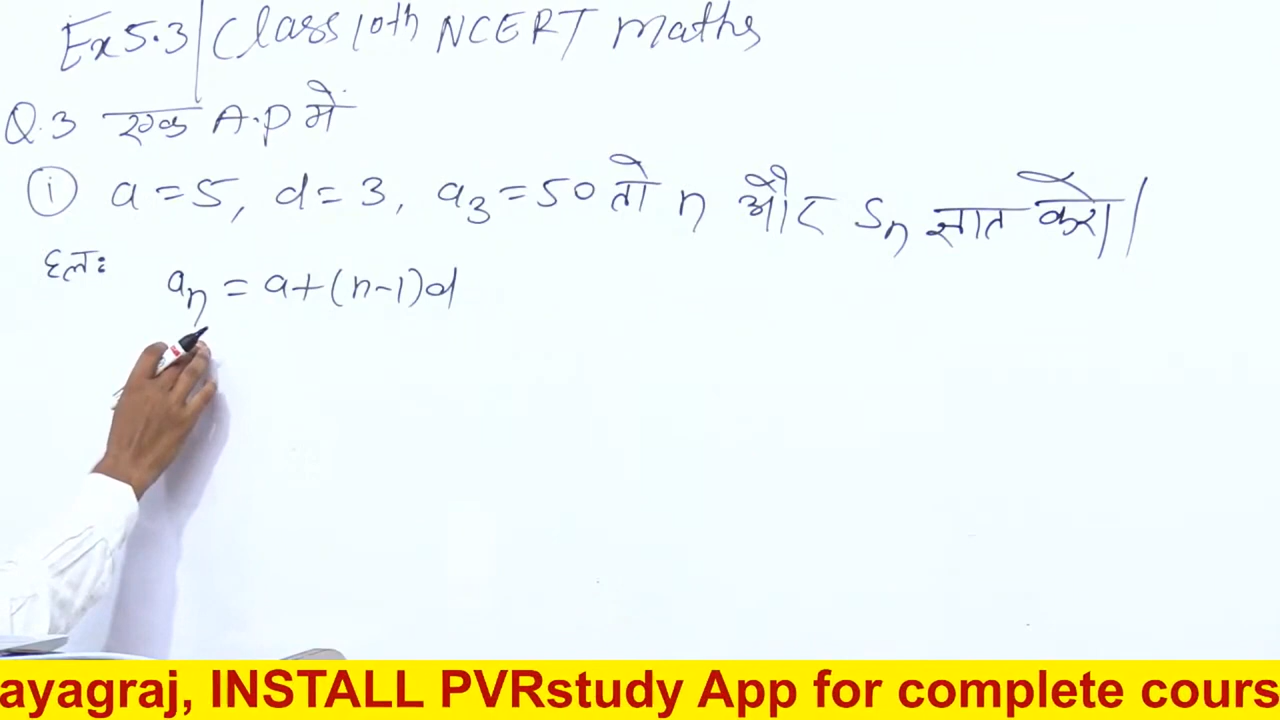 Ex 5.3 | Class 10th NCERT Maths
Q.3 एक A.P में
(i) a = 5, d = 3, a₃ = 50 तो n और Sₙ ज्ञात करो।
हलः aₙ = a + (n-1)d
ayagraj, INSTALL PVRstudy App for complete cours